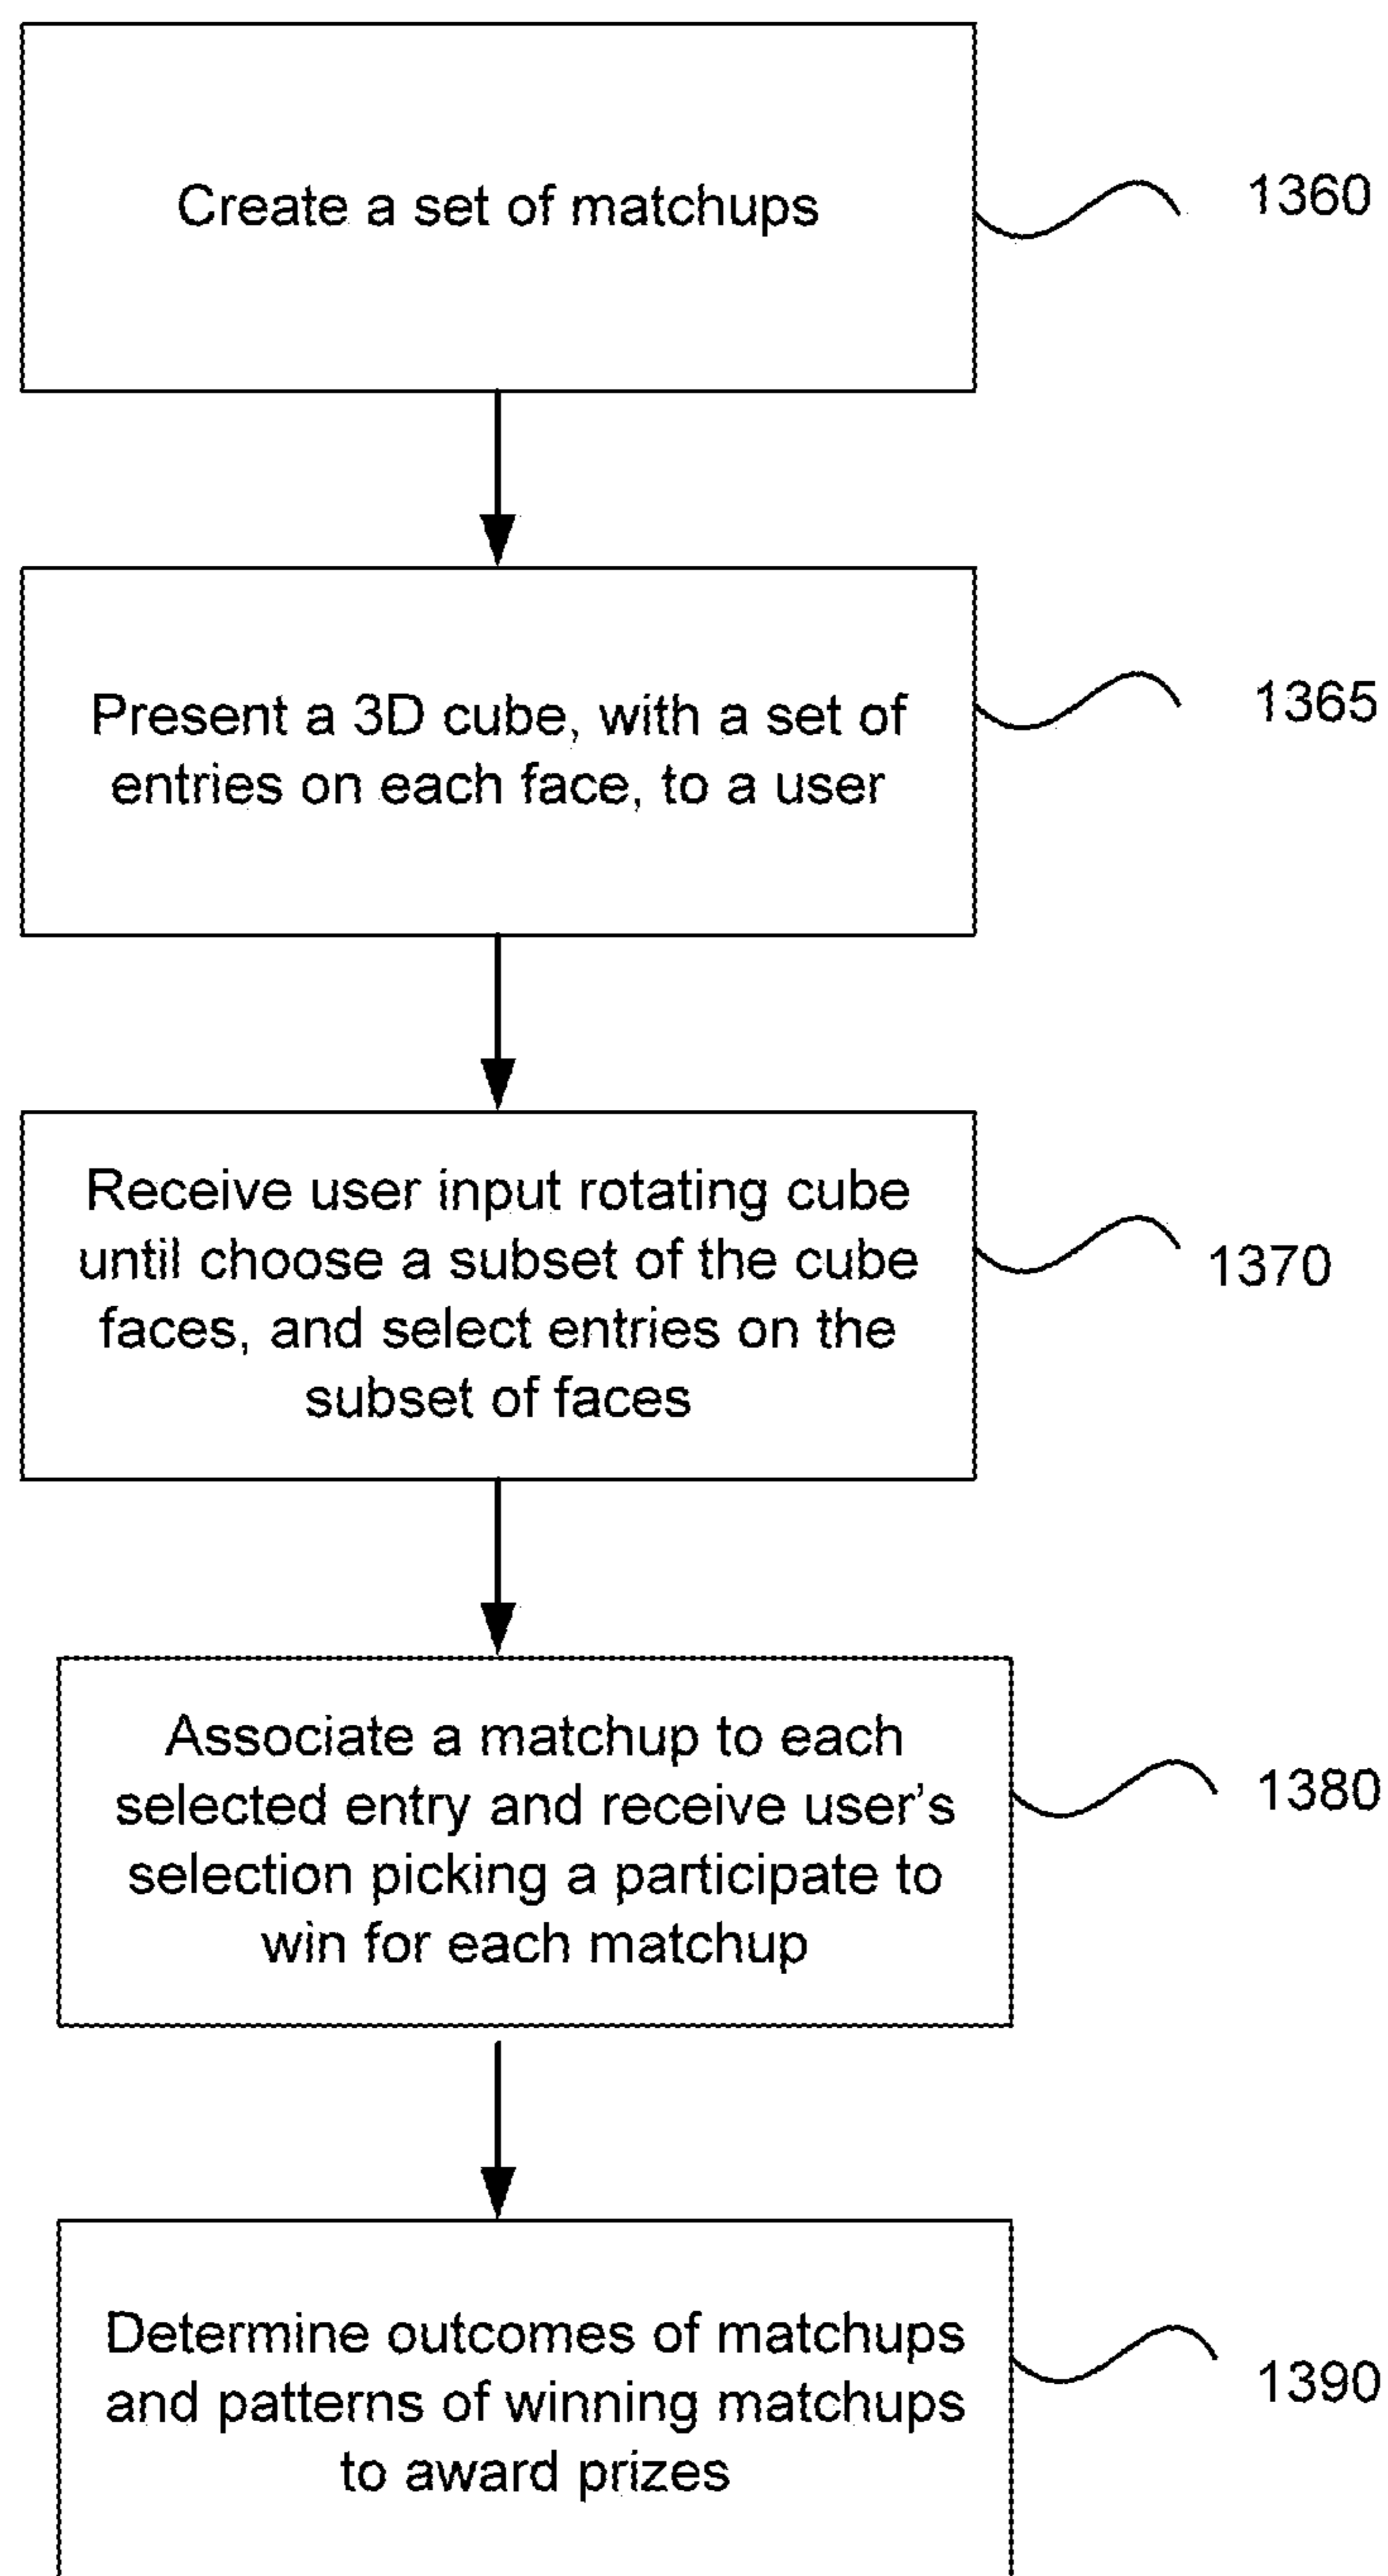 Create a set of matchups
1360
Present a 3D cube, with a set of
entries on each face, to a user
1365
Receive user input rotating cube
until choose a subset of the cube
faces, and select entries on the
subset of faces
1370
Associate a matchup to each
selected entry and receive user's
selection picking a participate to
win for each matchup
1380
Determine outcomes of matchups
and patterns of winning matchups
to award prizes
1390